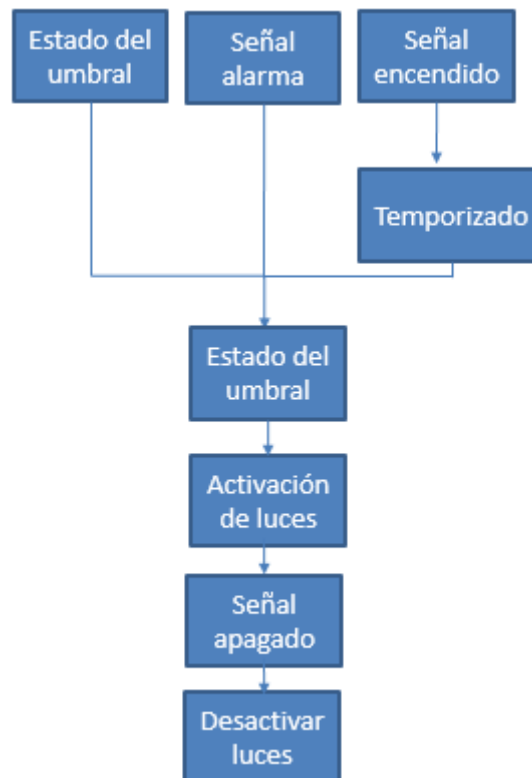 Estado del
umbral
Señal
alarma
Señal
encendido
Temporizado
Estado del
umbral
Activación
de luces
Señal
apagado
Desactivar
luces